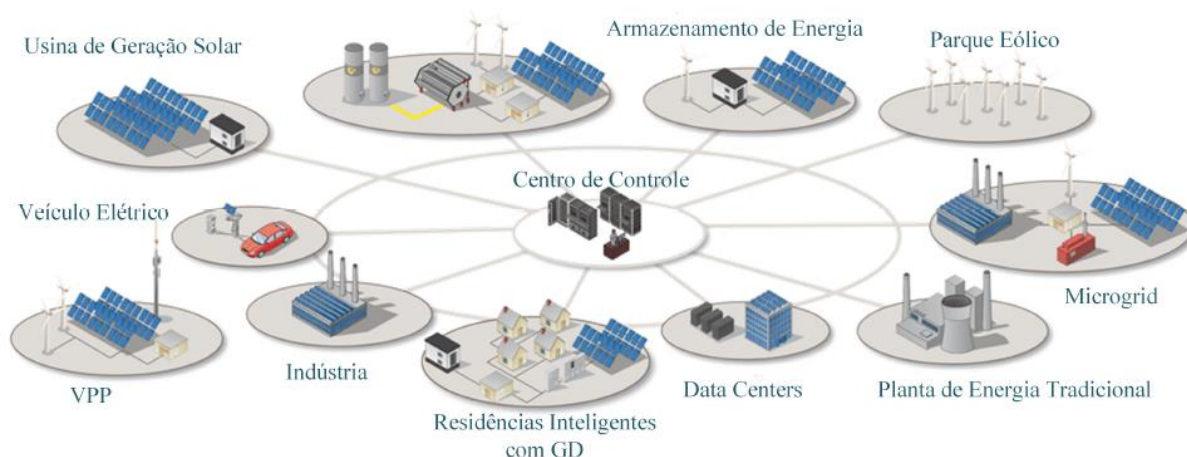 Usina de Geração Solar
Armazenamento de Energia
Parque Eólico
Centro de Controle
Veículo Elétrico
Microgrid
VPP
Indústria
Data Centers
Planta de Energia Tradicional
Residências Inteligentes
com GD